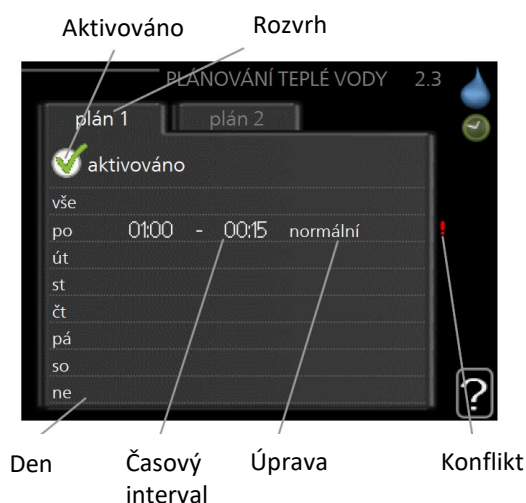 Aktivováno Rozvrh
PLÁNOVÁNÍ TEPLÉ VODY 2.3
plán 1 plán 2
aktivováno
vše
po 01:00 - 00:15 normální !
út
st
čt
pá
so
ne
?
Den Časový interval Úprava Konflikt